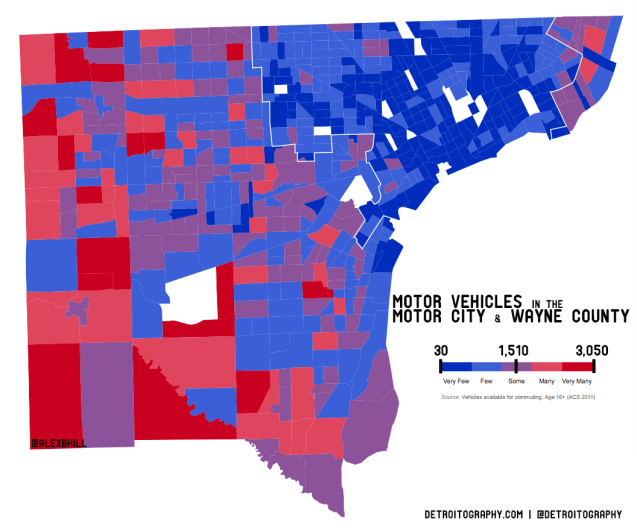 MOTOR VEHICLES IN THE
MOTOR CITY & WAYNE COUNTY
30 1,510 3,050
Very Few Few Some Many Very Many
Source: Vehicles available for commuting, Age 16+ (ACS 2011)
@ALEXBHILL
DETROITOGRAPHY.COM | @DETROITOGRAPHY